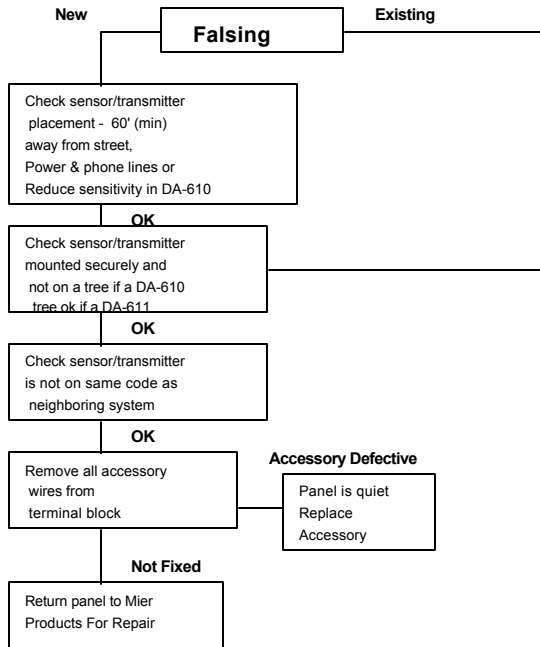 New
Falsing
Existing
Check sensor/transmitter
placement - 60' (min)
away from street,
Power & phone lines or
Reduce sensitivity in DA-610
OK
Check sensor/transmitter
mounted securely and
not on a tree if a DA-610
tree ok if a DA-611
OK
Check sensor/transmitter
is not on same code as
neighboring system
OK
Remove all accessory
wires from
terminal block
Accessory Defective
Panel is quiet
Replace
Accessory
Not Fixed
Return panel to Mier
Products For Repair